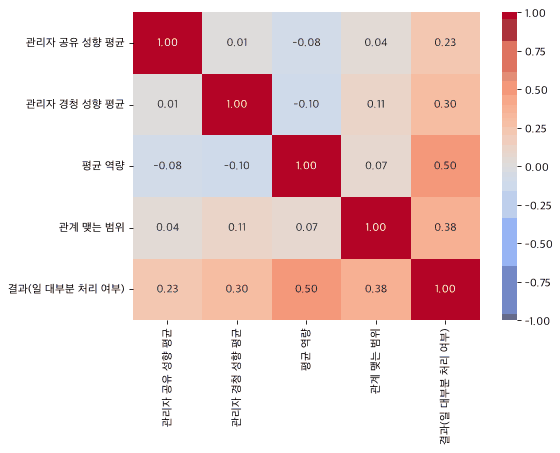 관리자 공유 성향 평균 1.00 0.01 -0.08 0.04 0.23
관리자 경청 성향 평균 0.01 1.00 -0.10 0.11 0.30
평균 역량 -0.08 -0.10 1.00 0.07 0.50
관계 맺는 범위 0.04 0.11 0.07 1.00 0.38
결과(일 대부분 처리 여부) 0.23 0.30 0.50 0.38 1.00
관리자 공유 성향 평균
관리자 경청 성향 평균
평균 역량
관계 맺는 범위
결과(일 대부분 처리 여부)
1.00
0.75
0.50
0.25
0.00
-0.25
-0.50
-0.75
-1.00